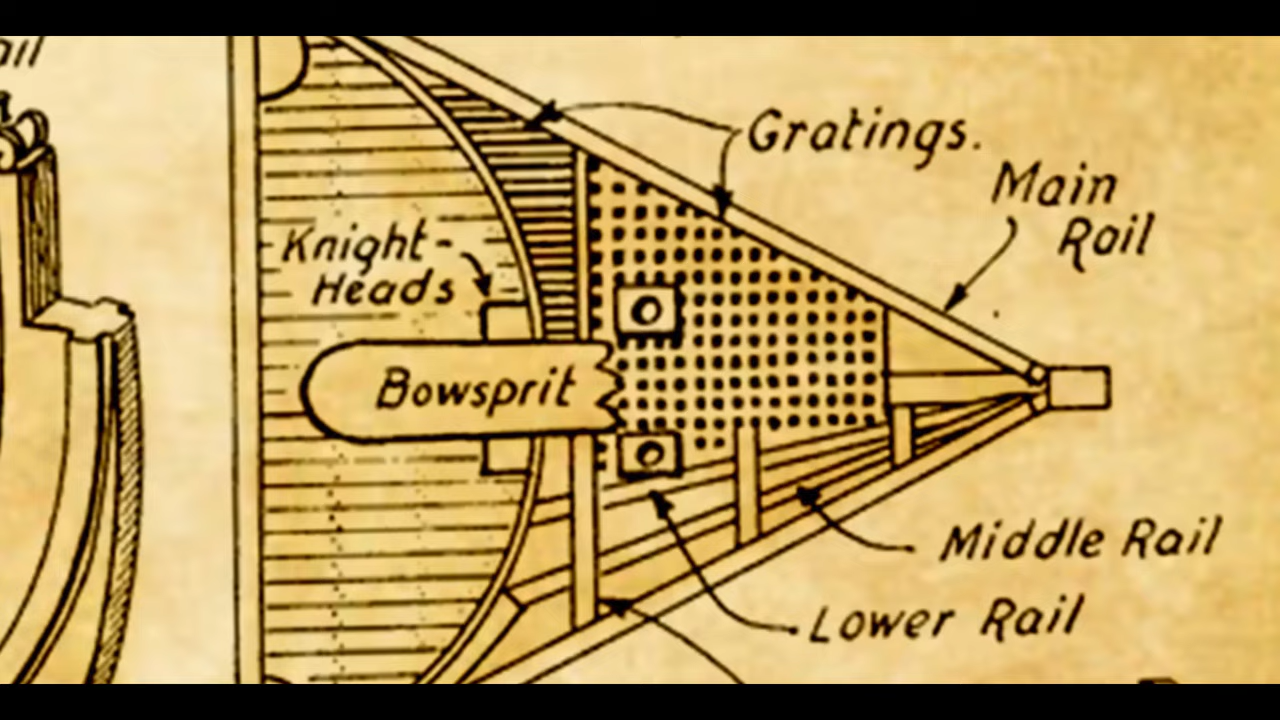 Gratings.
Main
Rail
Knight-
Heads
Bowsprit
Middle Rail
Lower Rail